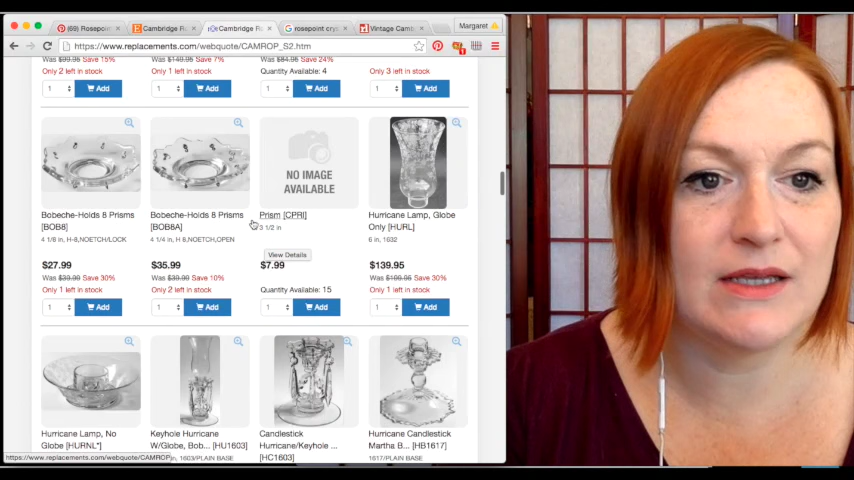 (69) Rosepoin
Cambridge Ro
Cambridge Ro
rosepoint crys
Vintage Camb
Margaret
https://www.replacements.com/webquote/CAMROP_S2.htm
Was $99.95 Save 15%
Was $149.95 Save 7%
Was $84.95 Save 24%
Only 2 left in stock
Only 1 left in stock
Quantity Available: 4
Only 3 left in stock
1 Add
1 Add
1 Add
1 Add
NO IMAGE
AVAILABLE
Bobeche-Holds 8 Prisms
[BOB8]
4 1/8 in, H-8,NOETCH/LOCK
Bobeche-Holds 8 Prisms
[BOB8A]
4 1/4 in, H 8,NOETCH,OPEN
Prism [CPRI]
3 1/2 in
Hurricane Lamp, Globe
Only [HURL]
6 in, 1632
View Details
$27.99
$35.99
$7.99
$139.95
Was $39.99 Save 30%
Was $39.99 Save 10%
Was $199.95 Save 30%
Only 1 left in stock
Only 2 left in stock
Quantity Available: 15
Only 1 left in stock
1 Add
1 Add
1 Add
1 Add
Hurricane Lamp, No
Globe [HURNL*]
Keyhole Hurricane
W/Globe, Bob... [HU1603]
in, 1603/PLAIN BASE
Candlestick
Hurricane/Keyhole ...
[HC1603]
Hurricane Candlestick
Martha B... [HB1617]
1617/PLAIN BASE
https://www.replacements.com/webquote/CAMROP